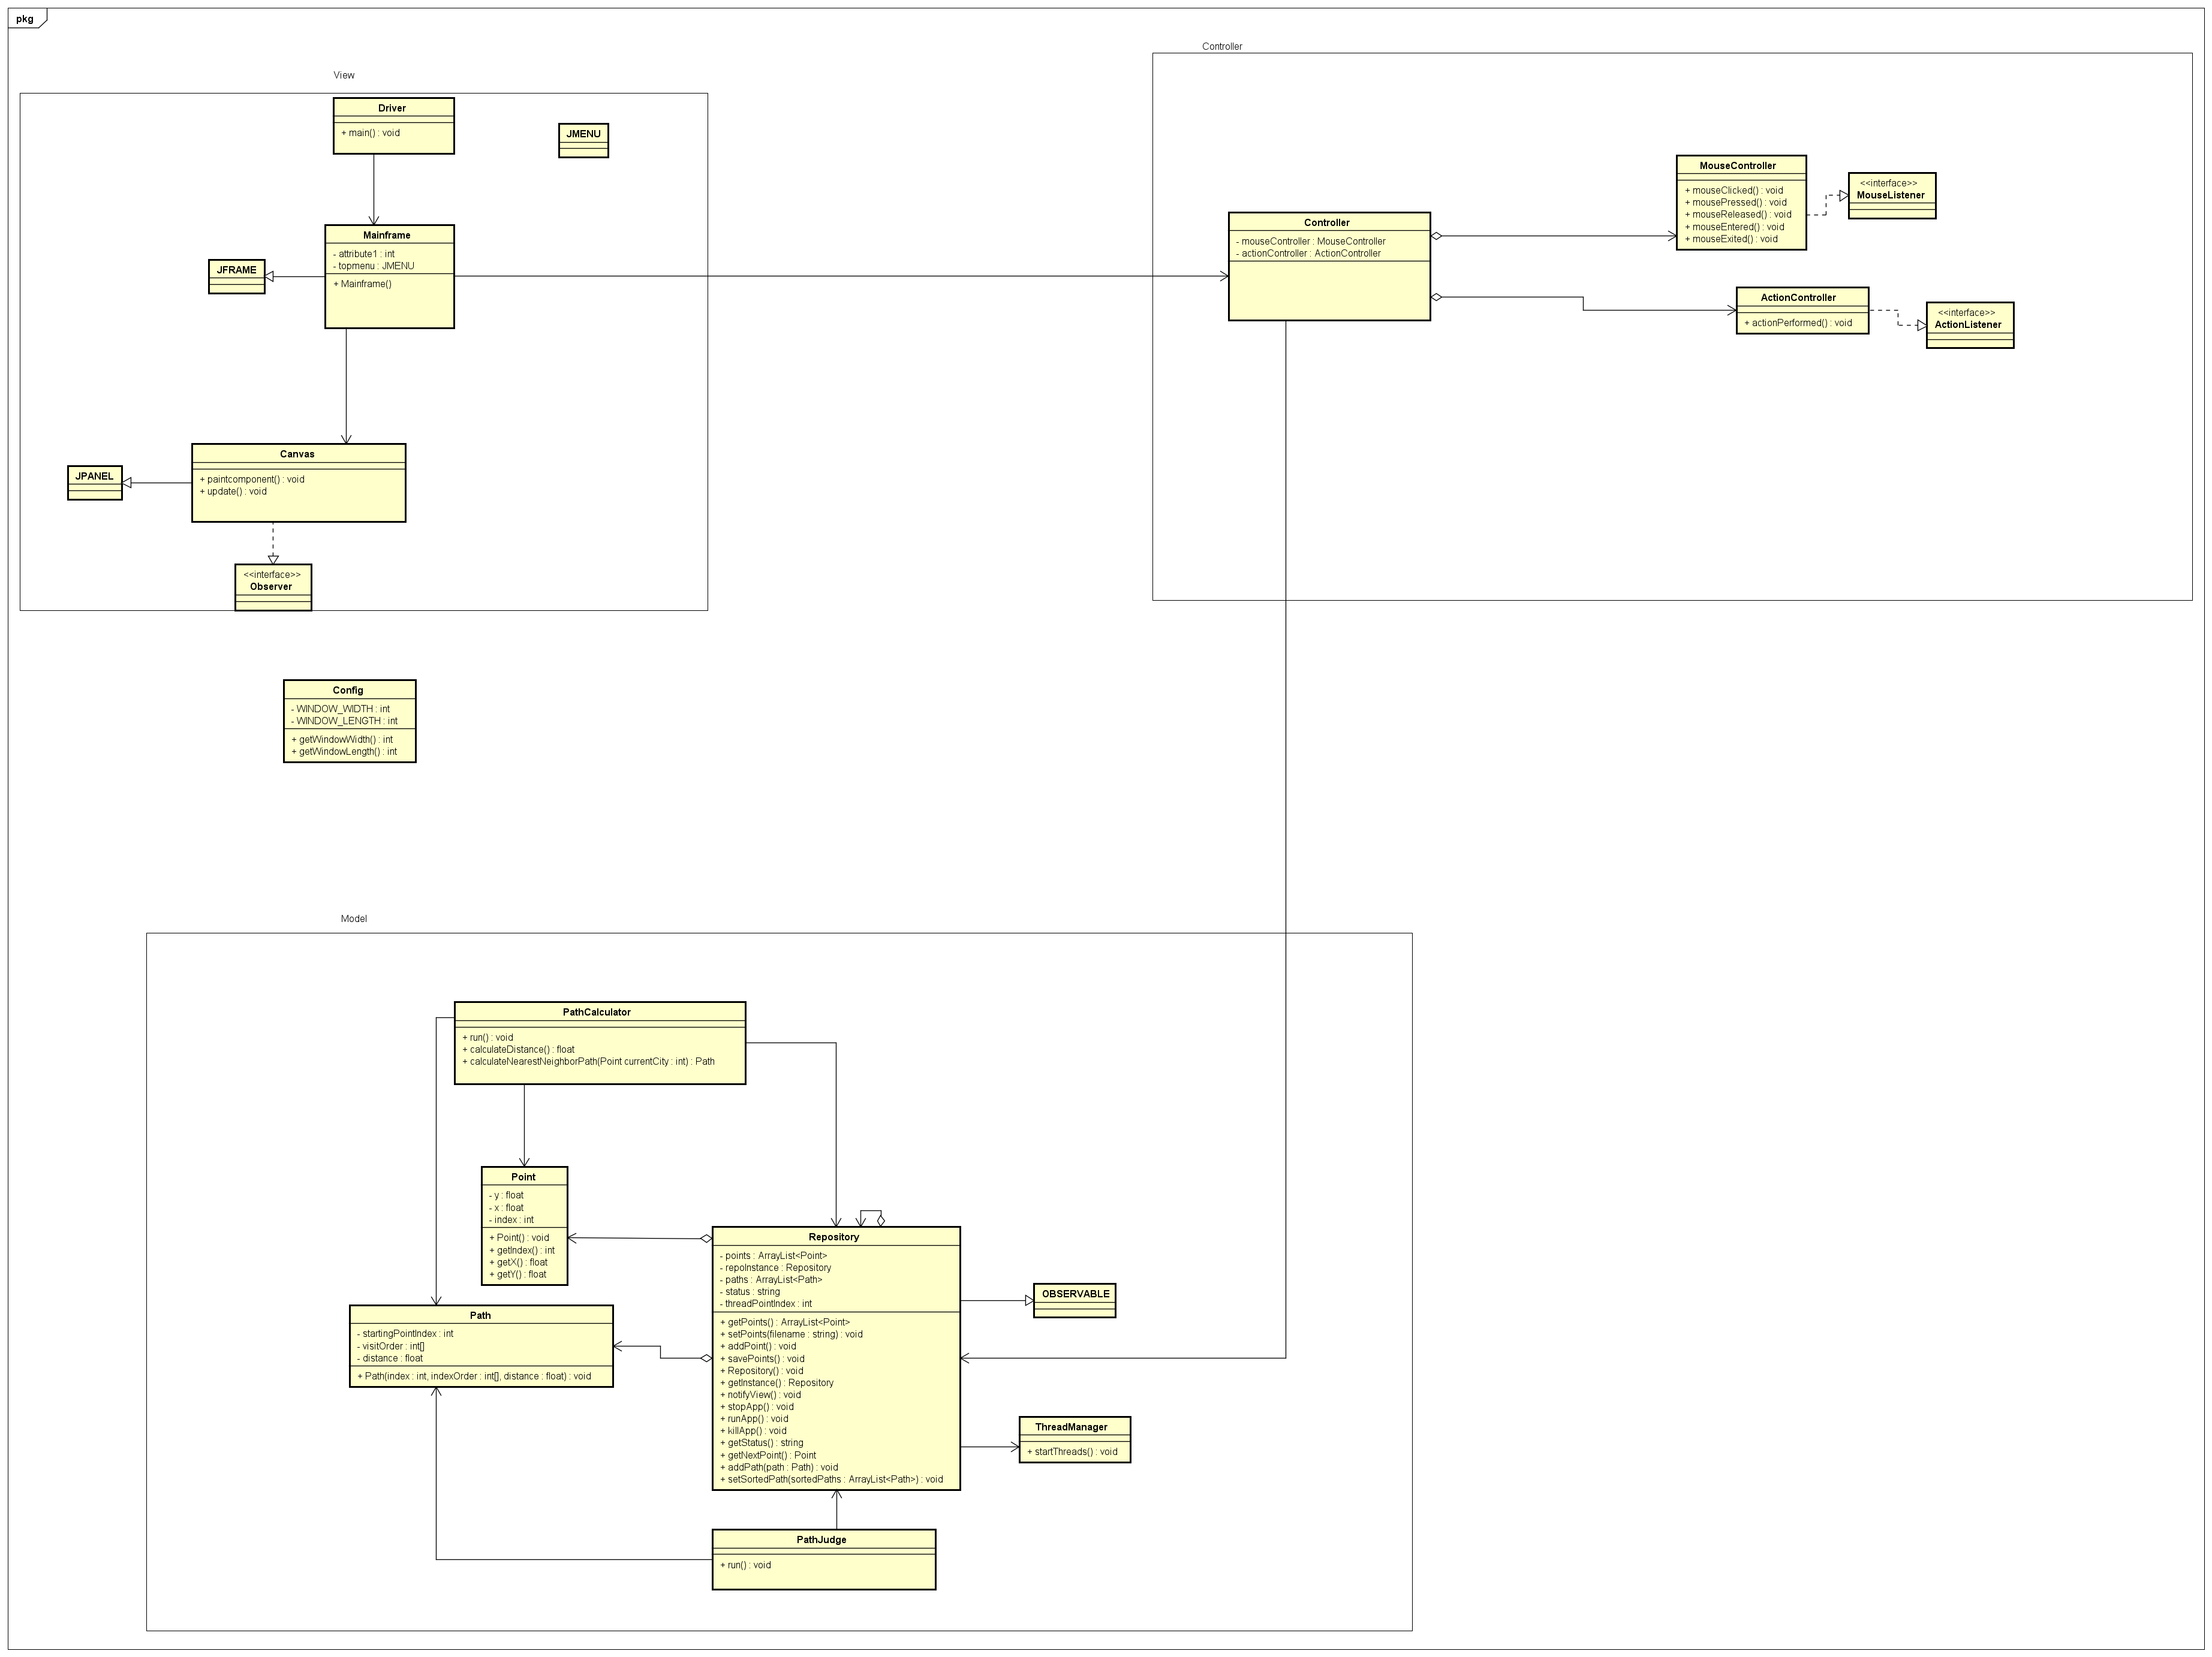 pkg
View
Driver
+ main() : void
JMENU
Mainframe
- attribute1 : int
- topmenu : JMENU
+ Mainframe()
JFRAME
Canvas
+ paintcomponent() : void
+ update() : void
JPANEL
<<interface>>
Observer
Controller
Controller
- mouseController : MouseController
- actionController : ActionController
MouseController
+ mouseClicked() : void
+ mousePressed() : void
+ mouseReleased() : void
+ mouseEntered() : void
+ mouseExited() : void
<<interface>>
MouseListener
ActionController
+ actionPerformed() : void
<<interface>>
ActionListener
Config
- WINDOW_WIDTH : int
- WINDOW_LENGTH : int
+ getWindowWidth() : int
+ getWindowLength() : int
Model
PathCalculator
+ run() : void
+ calculateDistance() : float
+ calculateNearestNeighborPath(Point currentCity : int) : Path
Point
- y : float
- x : float
- index : int
+ Point() : void
+ getIndex() : int
+ getX() : float
+ getY() : float
Path
- startingPointIndex : int
- visitOrder : int[]
- distance : float
+ Path(index : int, indexOrder : int[], distance : float) : void
Repository
- points : ArrayList<Point>
- repoInstance : Repository
- paths : ArrayList<Path>
- status : string
- threadPointIndex : int
+ getPoints() : ArrayList<Point>
+ setPoints(filename : string) : void
+ addPoint() : void
+ savePoints() : void
+ Repository() : void
+ getInstance() : Repository
+ notifyView() : void
+ stopApp() : void
+ runApp() : void
+ killApp() : void
+ getStatus() : string
+ getNextPoint() : Point
+ addPath(path : Path) : void
+ setSortedPath(sortedPaths : ArrayList<Path>) : void
OBSERVABLE
ThreadManager
+ startThreads() : void
PathJudge
+ run() : void